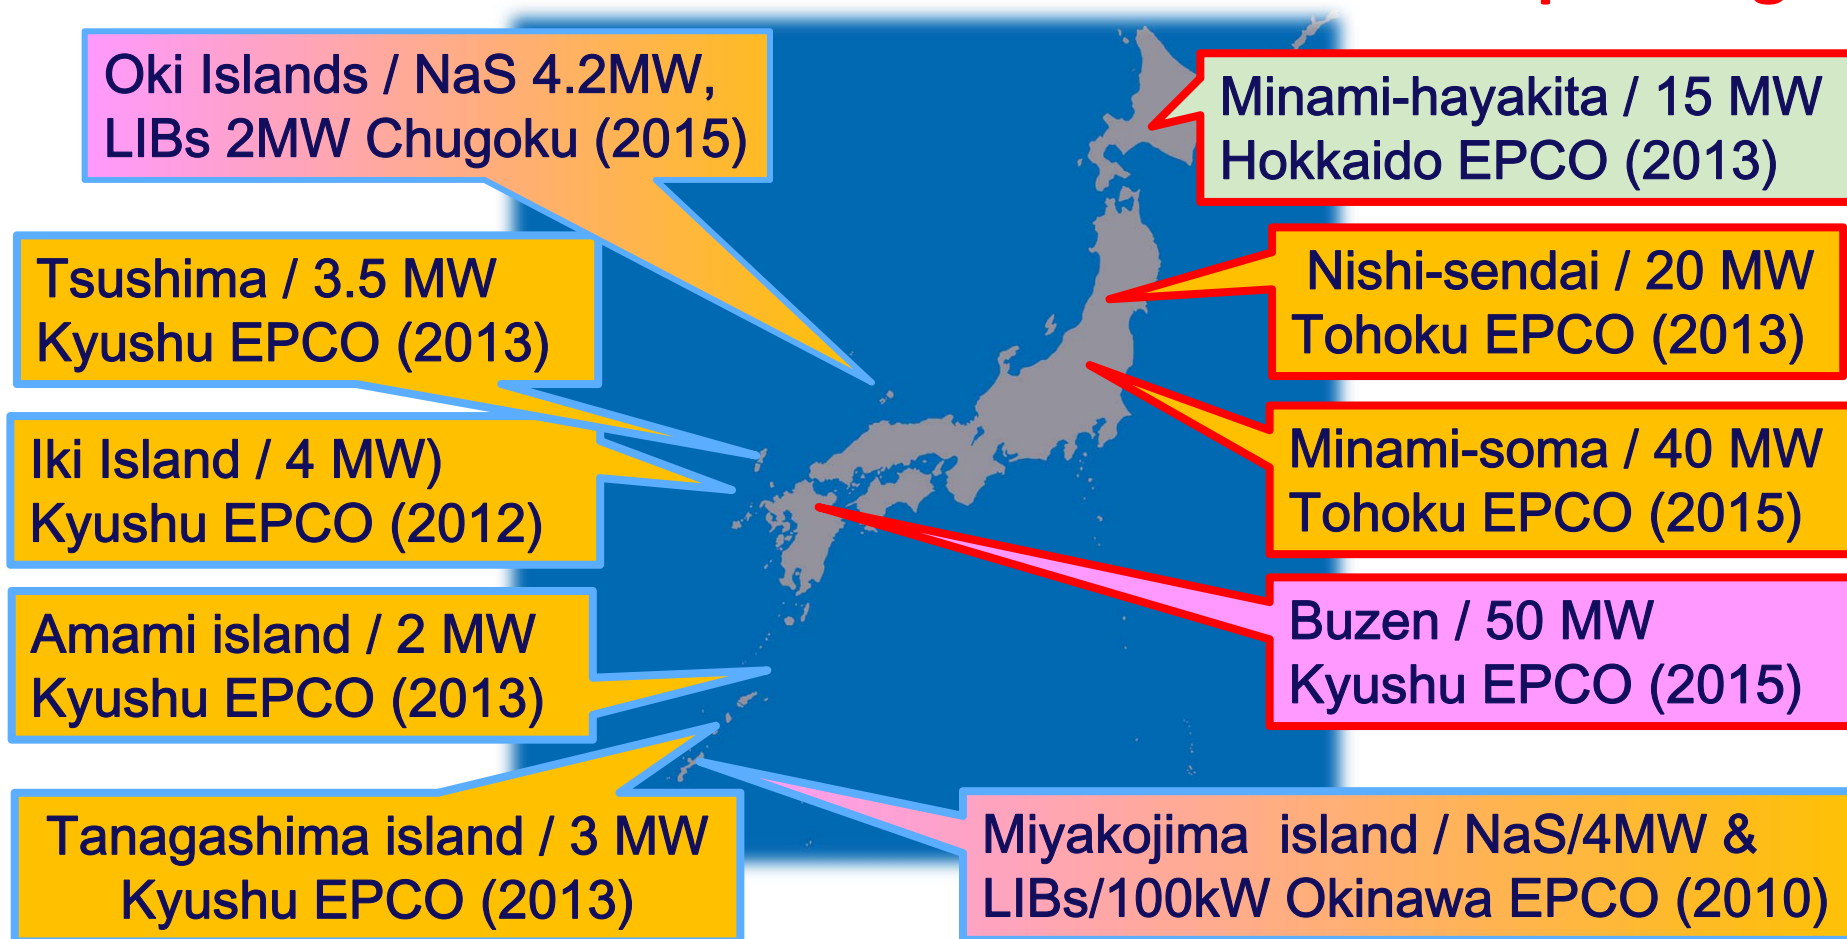 Oki Islands / NaS 4.2MW,
LIBs 2MW Chugoku (2015)
Minami-hayakita / 15 MW
Hokkaido EPCO (2013)
Tsushima / 3.5 MW
Kyushu EPCO (2013)
Nishi-sendai / 20 MW
Tohoku EPCO (2013)
Iki Island / 4 MW)
Kyushu EPCO (2012)
Minami-soma / 40 MW
Tohoku EPCO (2015)
Amami island / 2 MW
Kyushu EPCO (2013)
Buzen / 50 MW
Kyushu EPCO (2015)
Tanagashima island / 3 MW
Kyushu EPCO (2013)
Miyakojima island / NaS/4MW &
LIBs/100kW Okinawa EPCO (2010)